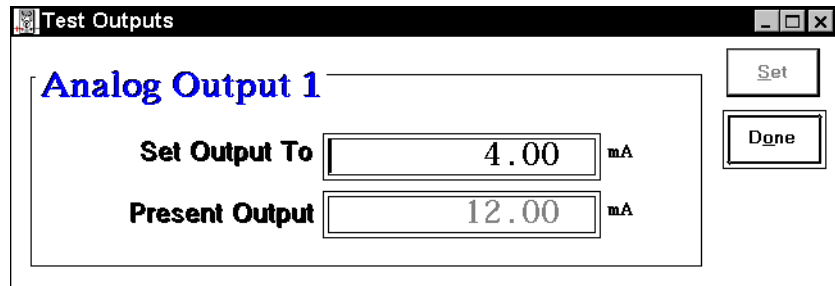 Test Outputs
Analog Output 1
Set Output To 4.00 mA
Present Output 12.00 mA
Set
Done